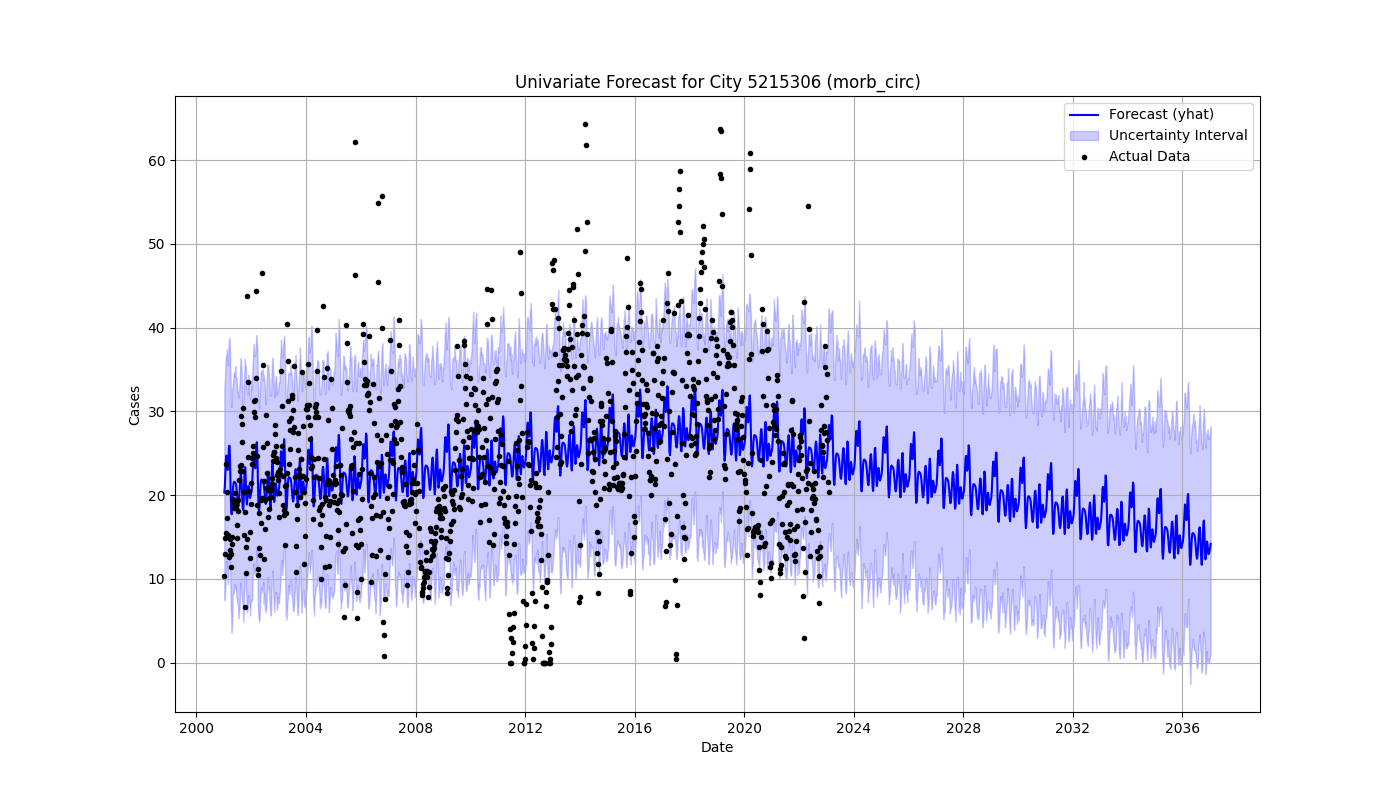 Univariate Forecast for City 5215306 (morb_circ)
Forecast (yhat)
Uncertainty Interval
Actual Data
Cases
60
50
40
30
20
10
0
2000 2004 2008 2012 2016 2020 2024 2028 2032 2036
Date